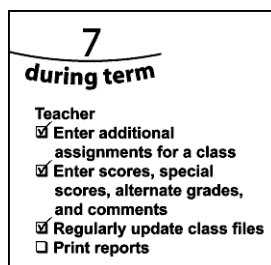 7
during term
Teacher
☑ Enter additional
assignments for a class
☑ Enter scores, special
scores, alternate grades,
and comments
☑ Regularly update class files
☐ Print reports